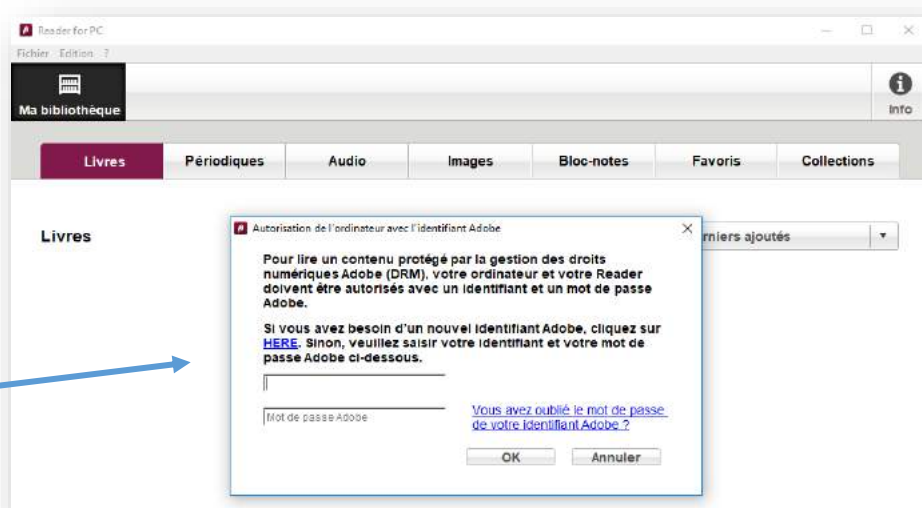 Reader for PC
Fichier Edition ?
Ma bibliothèque
Info
Livres Périodiques Audio Images Bloc-notes Favoris Collections
Livres
rniers ajoutés
Autorisation de l'ordinateur avec l'identifiant Adobe
Pour lire un contenu protégé par la gestion des droits
numériques Adobe (DRM), votre ordinateur et votre Reader
doivent être autorisés avec un identifiant et un mot de passe
Adobe.
Si vous avez besoin d'un nouvel identifiant Adobe, cliquez sur
HERE. Sinon, veuillez saisir votre identifiant et votre mot de
passe Adobe ci-dessous.
Mot de passe Adobe
Vous avez oublié le mot de passe
de votre identifiant Adobe ?
OK Annuler